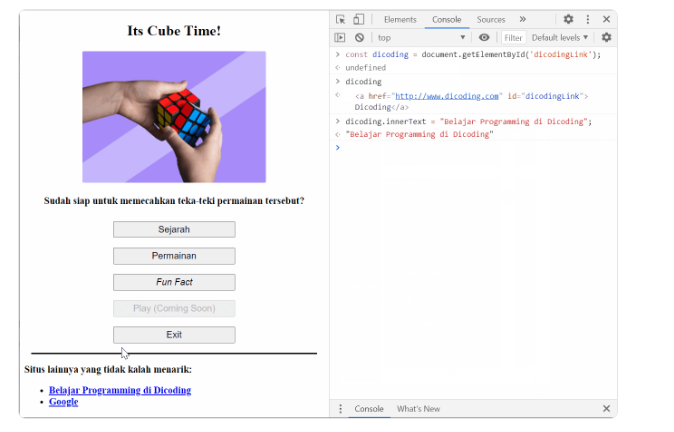 Its Cube Time!
Sudah siap untuk memecahkan teka-teki permainan tersebut?
Sejarah
Permainan
Fun Fact
Play (Coming Soon)
Exit
Situs lainnya yang tidak kalah menarik:
Belajar Programming di Dicoding
Google
Elements Console Sources »
top Filter Default levels
const dicoding = document.getElementById('dicodingLink');
undefined
dicoding
<a href="http://www.dicoding.com" id="dicodingLink">
Dicoding</a>
dicoding.innerText = "Belajar Programming di Dicoding";
"Belajar Programming di Dicoding"
Console What's New